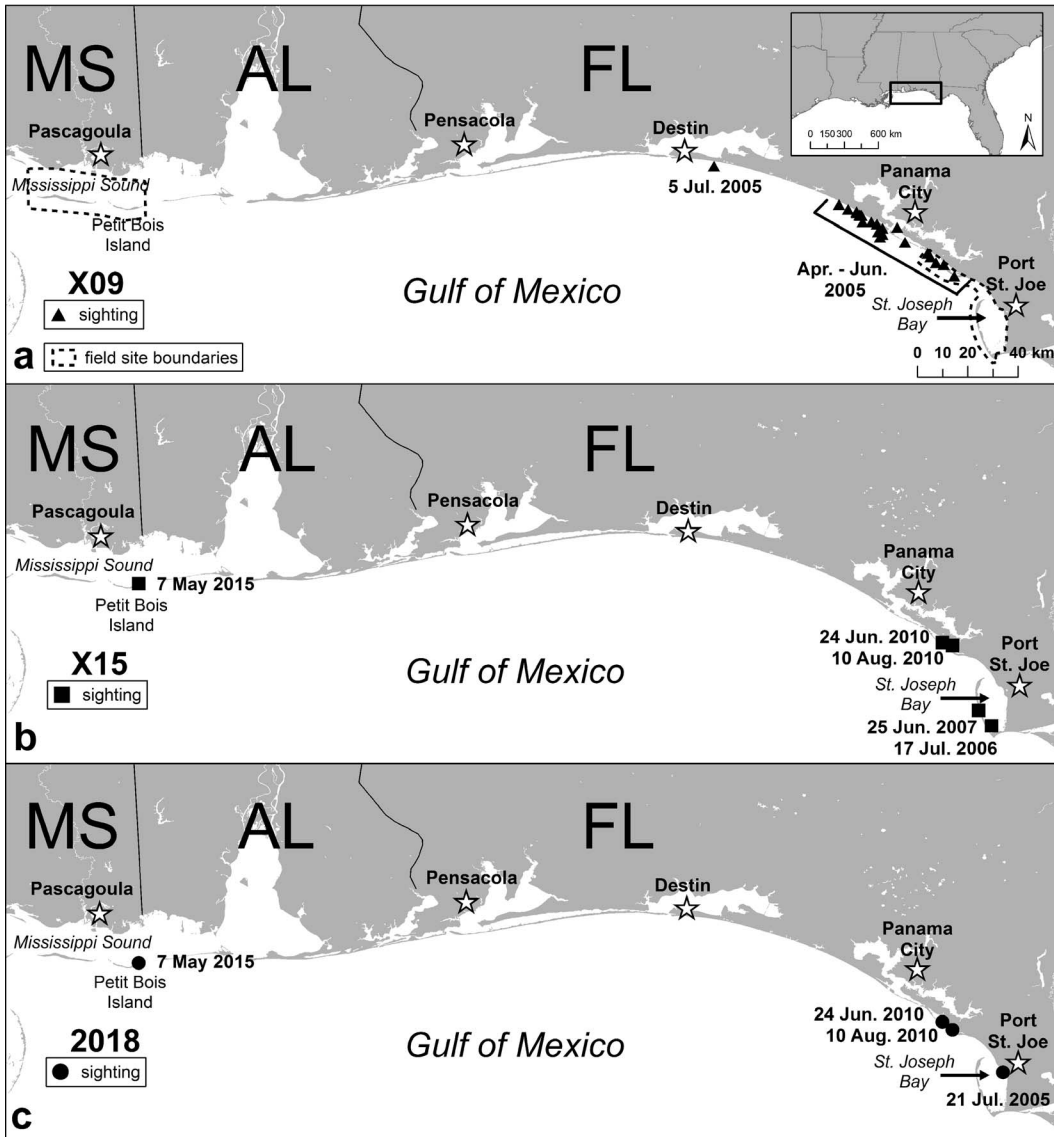 MS
AL
FL
Pascagoula
Pensacola
Destin
Mississippi Sound
Petit Bois
Island
5 Jul. 2005
Panama
City
Apr. - Jun.
2005
Port
St. Joe
St. Joseph
Bay
Gulf of Mexico
X09
sighting
field site boundaries
a
0 150 300 600 km
N
0 10 20 40 km
MS
AL
FL
Pascagoula
Pensacola
Destin
Mississippi Sound
7 May 2015
Petit Bois
Island
Panama
City
24 Jun. 2010
10 Aug. 2010
Port
St. Joe
St. Joseph
Bay
25 Jun. 2007
17 Jul. 2006
Gulf of Mexico
X15
sighting
b
MS
AL
FL
Pascagoula
Pensacola
Destin
Mississippi Sound
7 May 2015
Petit Bois
Island
Panama
City
24 Jun. 2010
10 Aug. 2010
Port
St. Joe
St. Joseph
Bay
21 Jul. 2005
Gulf of Mexico
2018
sighting
c